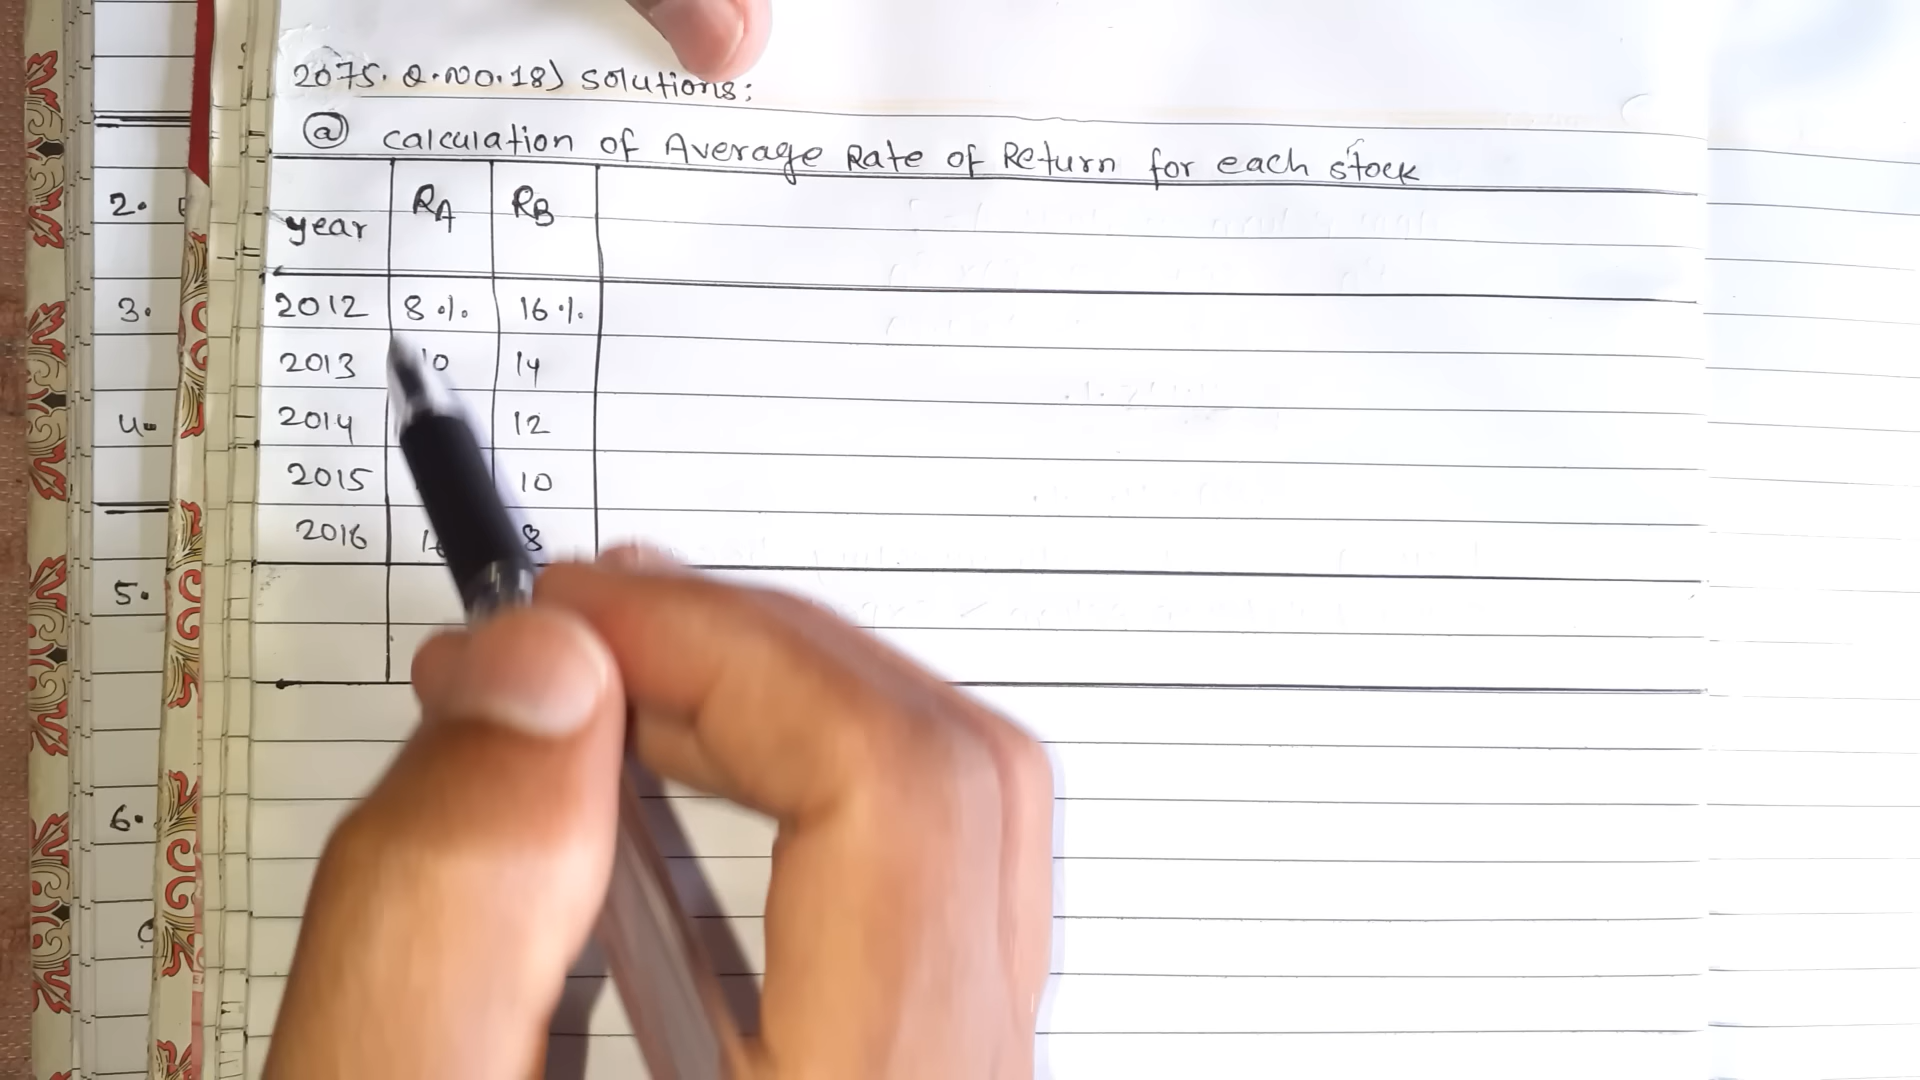 2075. Q.NO.18) solutions:
ⓐ calculation of Average Rate of Return for each stock
year RA RB
2012 8% 16%
2013 10 14
2014 12
2015 10
2016 8
2.
3.
4.
5.
6.